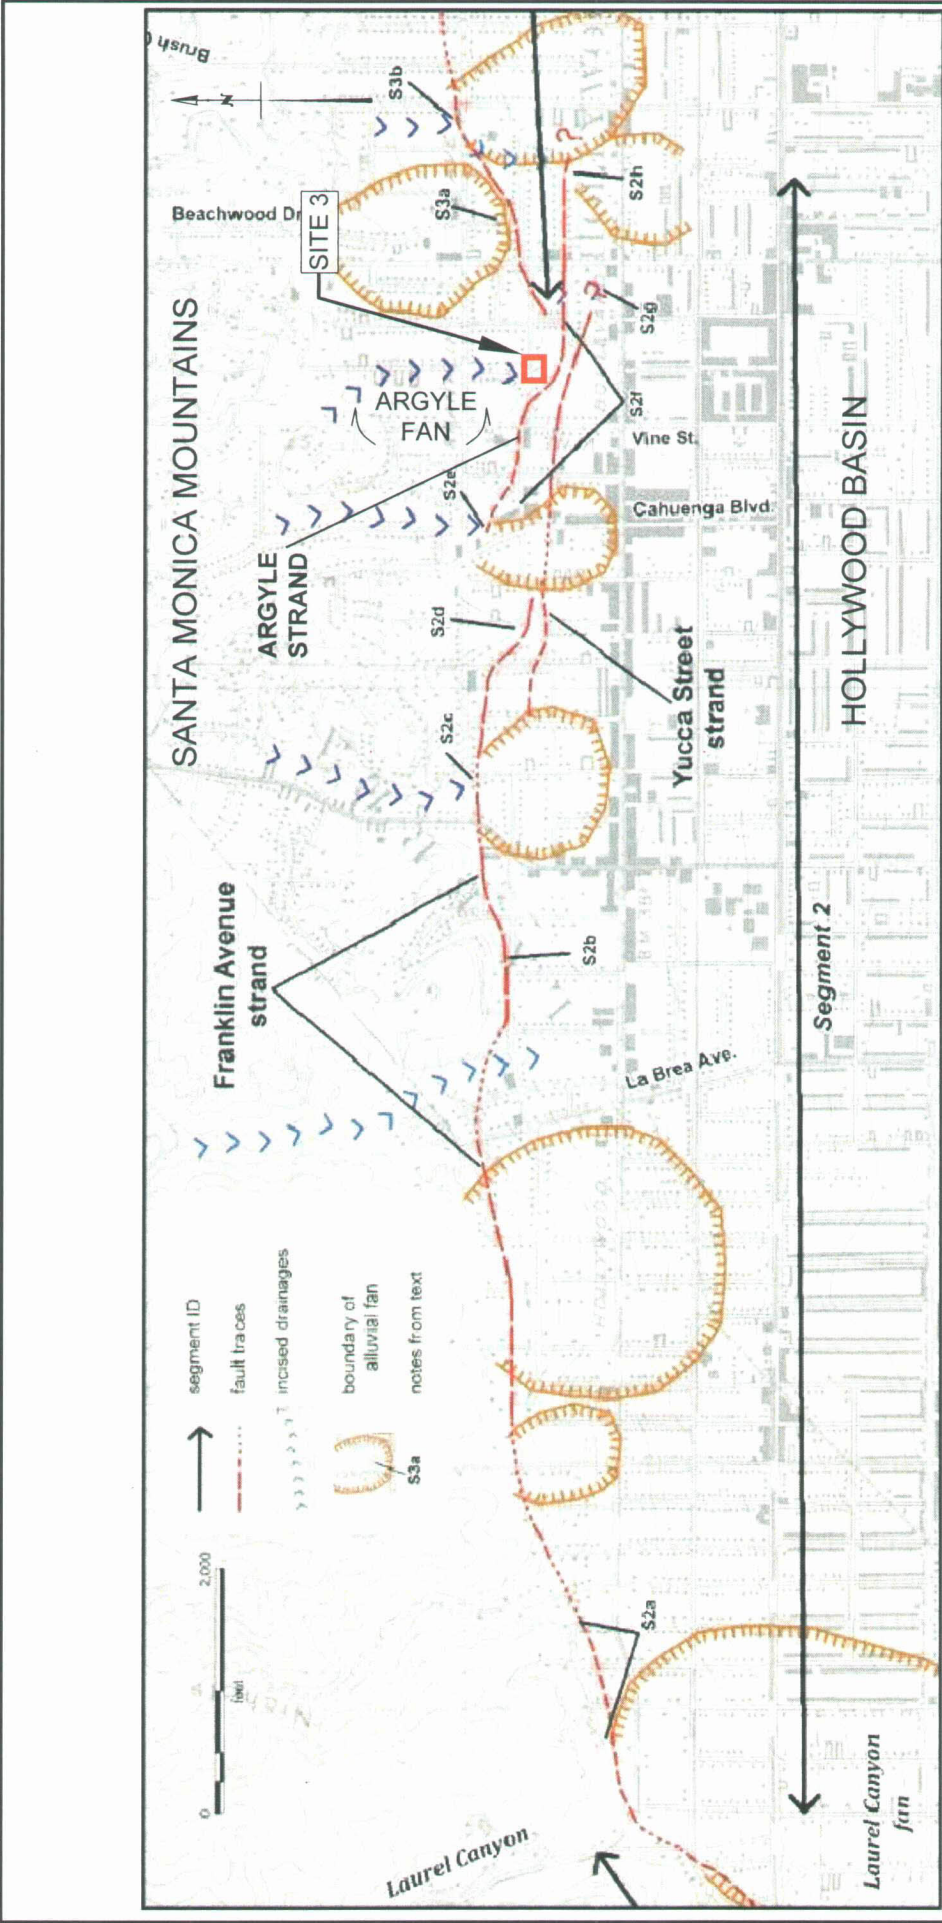 Brush
N
Beachwood Dr
SITE 3
S3b
S3a
S2h
S2g
SANTA MONICA MOUNTAINS
ARGYLE
FAN
S2f
Vine St.
S2e
Cahuenga Blvd.
ARGYLE
STRAND
S2d
S2c
Yucca Street
strand
HOLLYWOOD BASIN
Franklin Avenue
strand
S2b
Segment 2
La Brea Ave.
segment ID
fault traces
incised drainages
boundary of
alluvial fan
S3a
notes from text
0
2,000
feet
S2a
Laurel Canyon
Laurel Canyon
fan
?
?